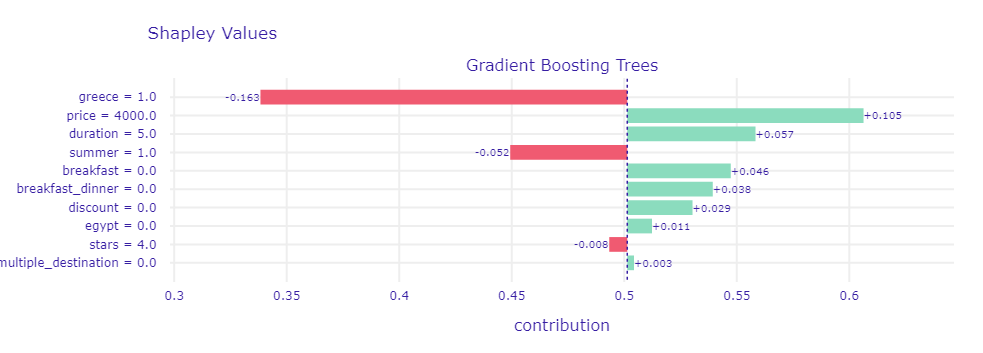 Shapley Values
Gradient Boosting Trees
greece = 1.0 -0.163
price = 4000.0 +0.105
duration = 5.0 +0.057
summer = 1.0 -0.052
breakfast = 0.0 +0.046
breakfast_dinner = 0.0 +0.038
discount = 0.0 +0.029
egypt = 0.0 +0.011
stars = 4.0 -0.008
multiple_destination = 0.0 +0.003
0.3 0.35 0.4 0.45 0.5 0.55 0.6
contribution